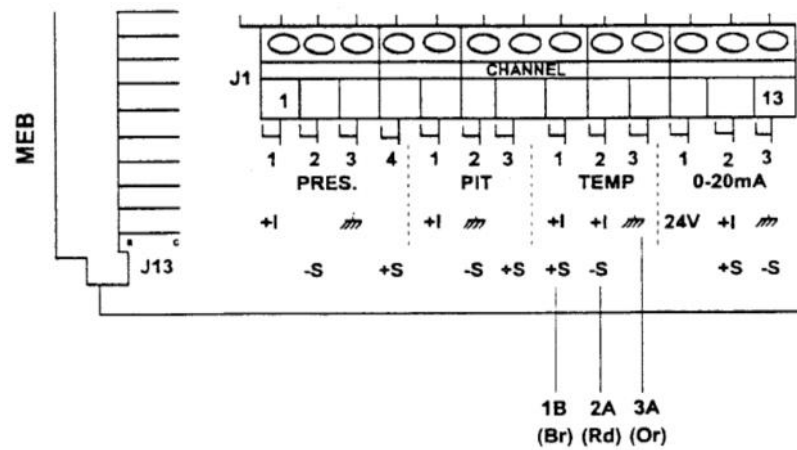 CHANNEL
J1
1 13
1 2 3 4 1 2 3 1 2 3 1 2 3
PRES. PIT TEMP 0-20mA
MEB
+I +I +I +I 24V +I
B C
J13 -S +S -S +S +S -S +S -S
1B 2A 3A
(Br) (Rd) (Or)